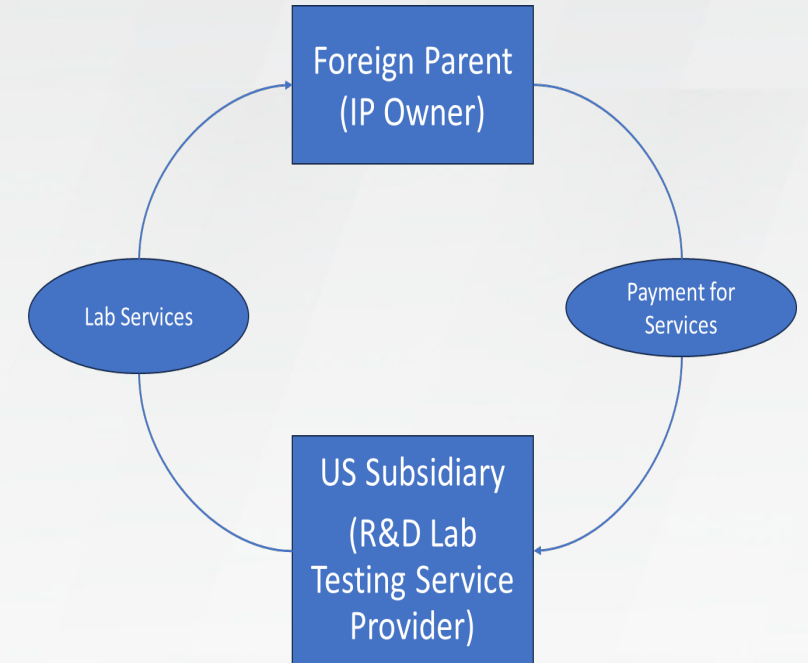 Foreign Parent
(IP Owner)
Lab Services
Payment for
Services
US Subsidiary
(R&D Lab
Testing Service
Provider)